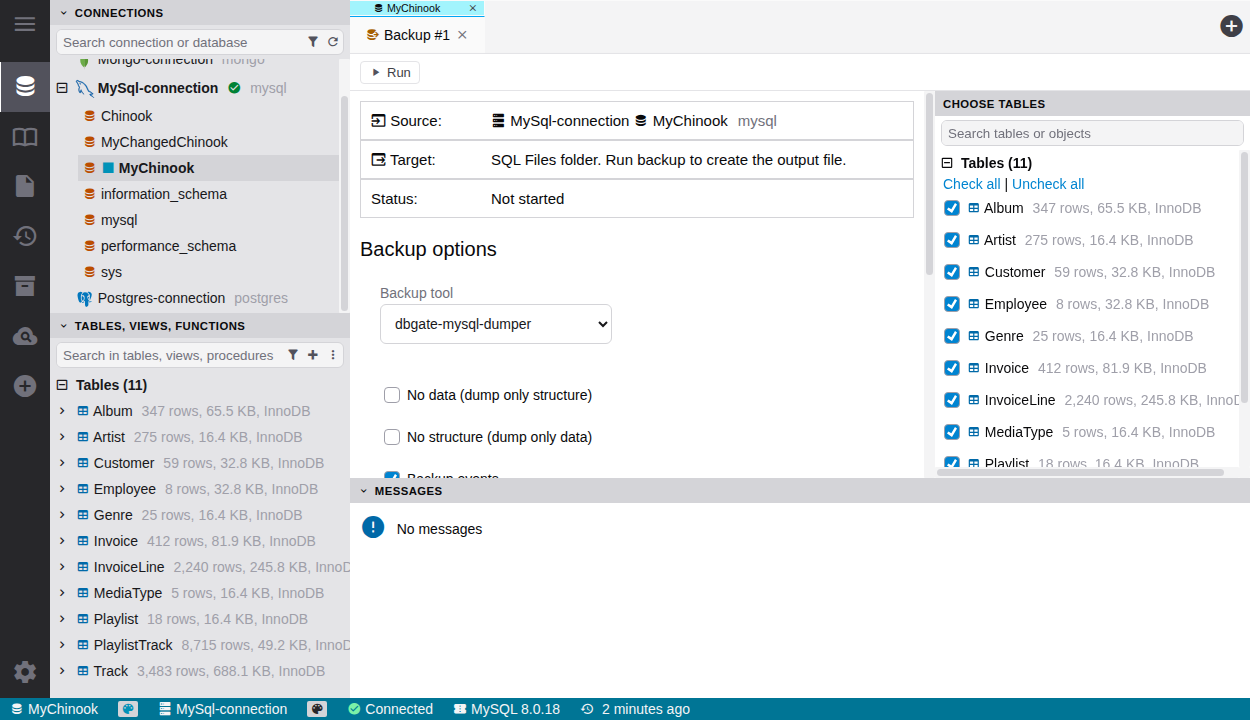 CONNECTIONS
Search connection or database
Mongo-connection mongo
MySql-connection mysql
Chinook
MyChangedChinook
MyChinook
information_schema
mysql
performance_schema
sys
Postgres-connection postgres
TABLES, VIEWS, FUNCTIONS
Search in tables, views, procedures
Tables (11)
Album 347 rows, 65.5 KB, InnoDB
Artist 275 rows, 16.4 KB, InnoDB
Customer 59 rows, 32.8 KB, InnoDB
Employee 8 rows, 32.8 KB, InnoDB
Genre 25 rows, 16.4 KB, InnoDB
Invoice 412 rows, 81.9 KB, InnoDB
InvoiceLine 2,240 rows, 245.8 KB, InnoD
MediaType 5 rows, 16.4 KB, InnoDB
Playlist 18 rows, 16.4 KB, InnoDB
PlaylistTrack 8,715 rows, 49.2 KB, InnoD
Track 3,483 rows, 688.1 KB, InnoDB
MyChinook
Backup #1
Run
Source: MySql-connection MyChinook mysql
Target: SQL Files folder. Run backup to create the output file.
Status: Not started
Backup options
Backup tool
dbgate-mysql-dumper
No data (dump only structure)
No structure (dump only data)
Backup events
CHOOSE TABLES
Search tables or objects
Tables (11)
Check all | Uncheck all
Album 347 rows, 65.5 KB, InnoDB
Artist 275 rows, 16.4 KB, InnoDB
Customer 59 rows, 32.8 KB, InnoDB
Employee 8 rows, 32.8 KB, InnoDB
Genre 25 rows, 16.4 KB, InnoDB
Invoice 412 rows, 81.9 KB, InnoDB
InvoiceLine 2,240 rows, 245.8 KB, InnoD
MediaType 5 rows, 16.4 KB, InnoDB
Playlist 18 rows, 16.4 KB, InnoDB
MESSAGES
No messages
MyChinook MySql-connection Connected MySQL 8.0.18 2 minutes ago